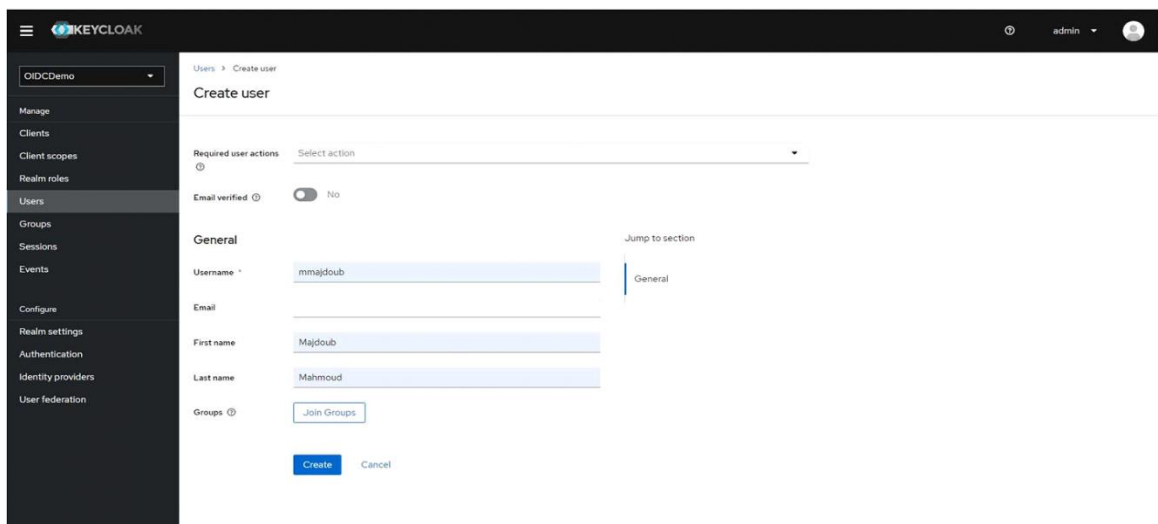 KEYCLOAK
admin
OIDCDemo
Manage
Clients
Client scopes
Realm roles
Users
Groups
Sessions
Events
Configure
Realm settings
Authentication
Identity providers
User federation
Users > Create user
Create user
Required user actions
Select action
Email verified
No
General
Username *
mmajdoub
Email
First name
Majdoub
Last name
Mahmoud
Groups
Join Groups
Create
Cancel
Jump to section
General